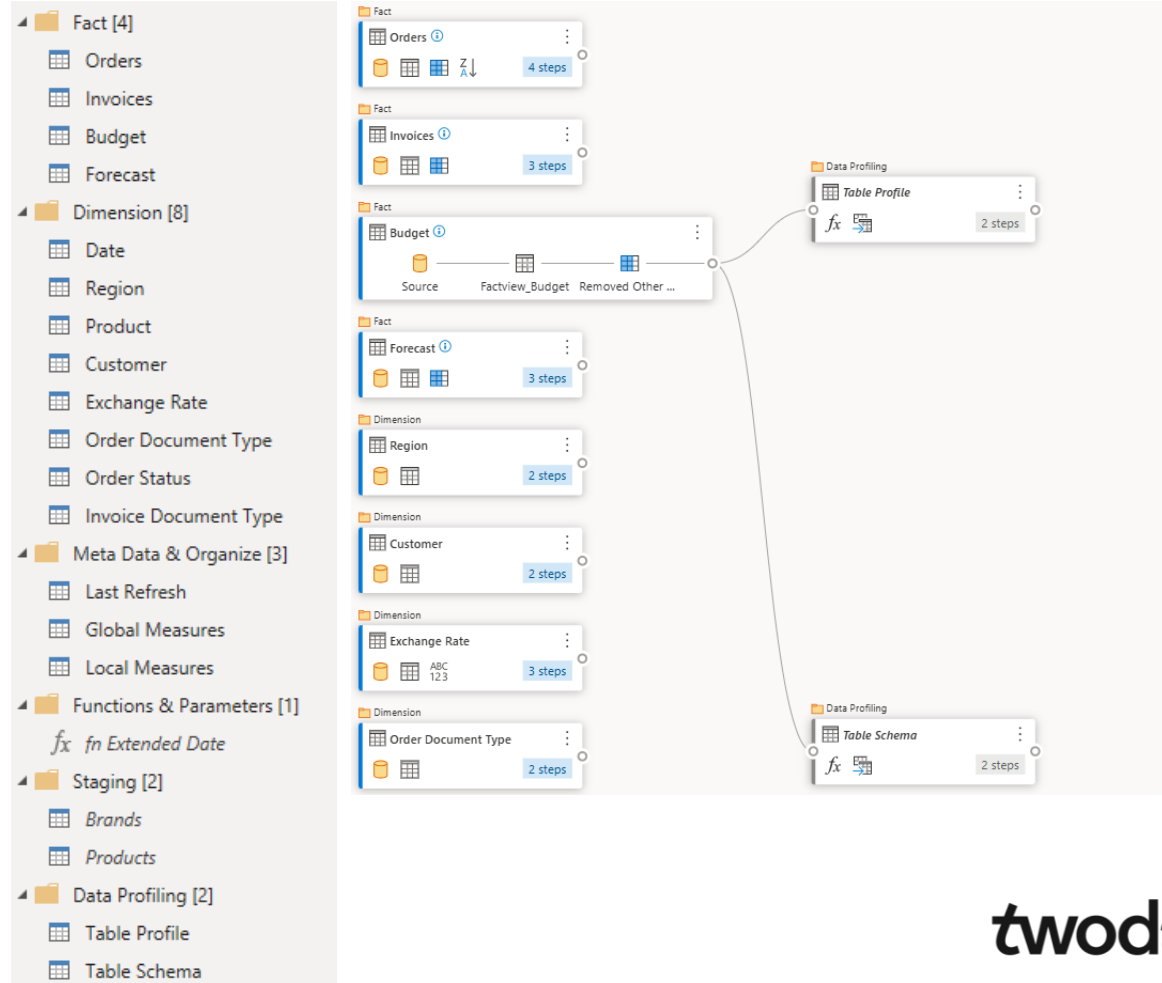 Fact [4]
Orders
Invoices
Budget
Forecast
Dimension [8]
Date
Region
Product
Customer
Exchange Rate
Order Document Type
Order Status
Invoice Document Type
Meta Data & Organize [3]
Last Refresh
Global Measures
Local Measures
Functions & Parameters [1]
fx fn Extended Date
Staging [2]
Brands
Products
Data Profiling [2]
Table Profile
Table Schema
Fact
Orders
Z
A
4 steps
Fact
Invoices
3 steps
Fact
Budget
Source Factview_Budget Removed Other ...
Fact
Forecast
3 steps
Dimension
Region
2 steps
Dimension
Customer
2 steps
Dimension
Exchange Rate
ABC
123
3 steps
Dimension
Order Document Type
2 steps
Data Profiling
Table Profile
fx 2 steps
Data Profiling
Table Schema
fx 2 steps
twod